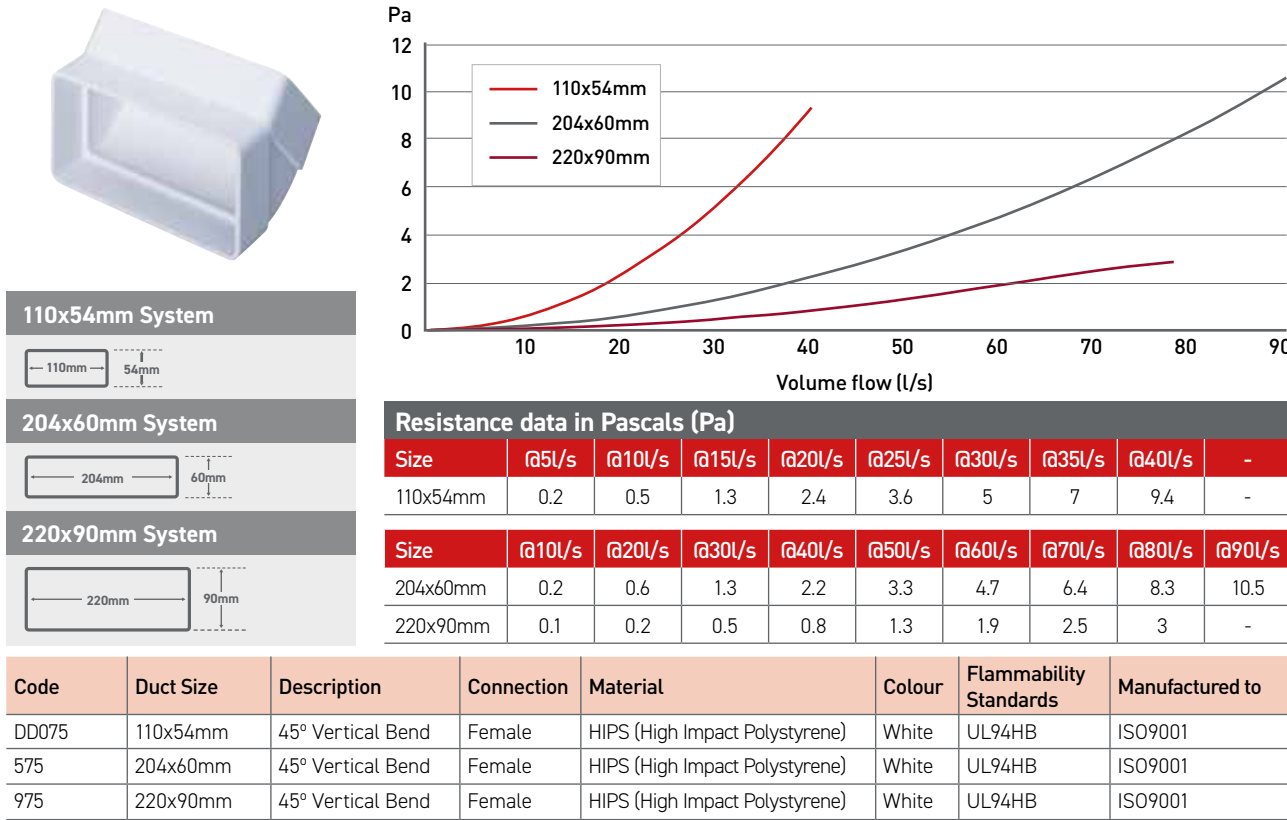 Pa
12
10
8
6
4
2
0
110x54mm
204x60mm
220x90mm
10 20 30 40 50 60 70 80 90
Volume flow (l/s)
110x54mm System
110mm
54mm
204x60mm System
204mm
60mm
220x90mm System
220mm
90mm
Resistance data in Pascals (Pa)
Size @5l/s @10l/s @15l/s @20l/s @25l/s @30l/s @35l/s @40l/s -
110x54mm 0.2 0.5 1.3 2.4 3.6 5 7 9.4 -
Size @10l/s @20l/s @30l/s @40l/s @50l/s @60l/s @70l/s @80l/s @90l/s
204x60mm 0.2 0.6 1.3 2.2 3.3 4.7 6.4 8.3 10.5
220x90mm 0.1 0.2 0.5 0.8 1.3 1.9 2.5 3 -
Code Duct Size Description Connection Material Colour Flammability Standards Manufactured to
DD075 110x54mm 45º Vertical Bend Female HIPS (High Impact Polystyrene) White UL94HB ISO9001
575 204x60mm 45º Vertical Bend Female HIPS (High Impact Polystyrene) White UL94HB ISO9001
975 220x90mm 45º Vertical Bend Female HIPS (High Impact Polystyrene) White UL94HB ISO9001